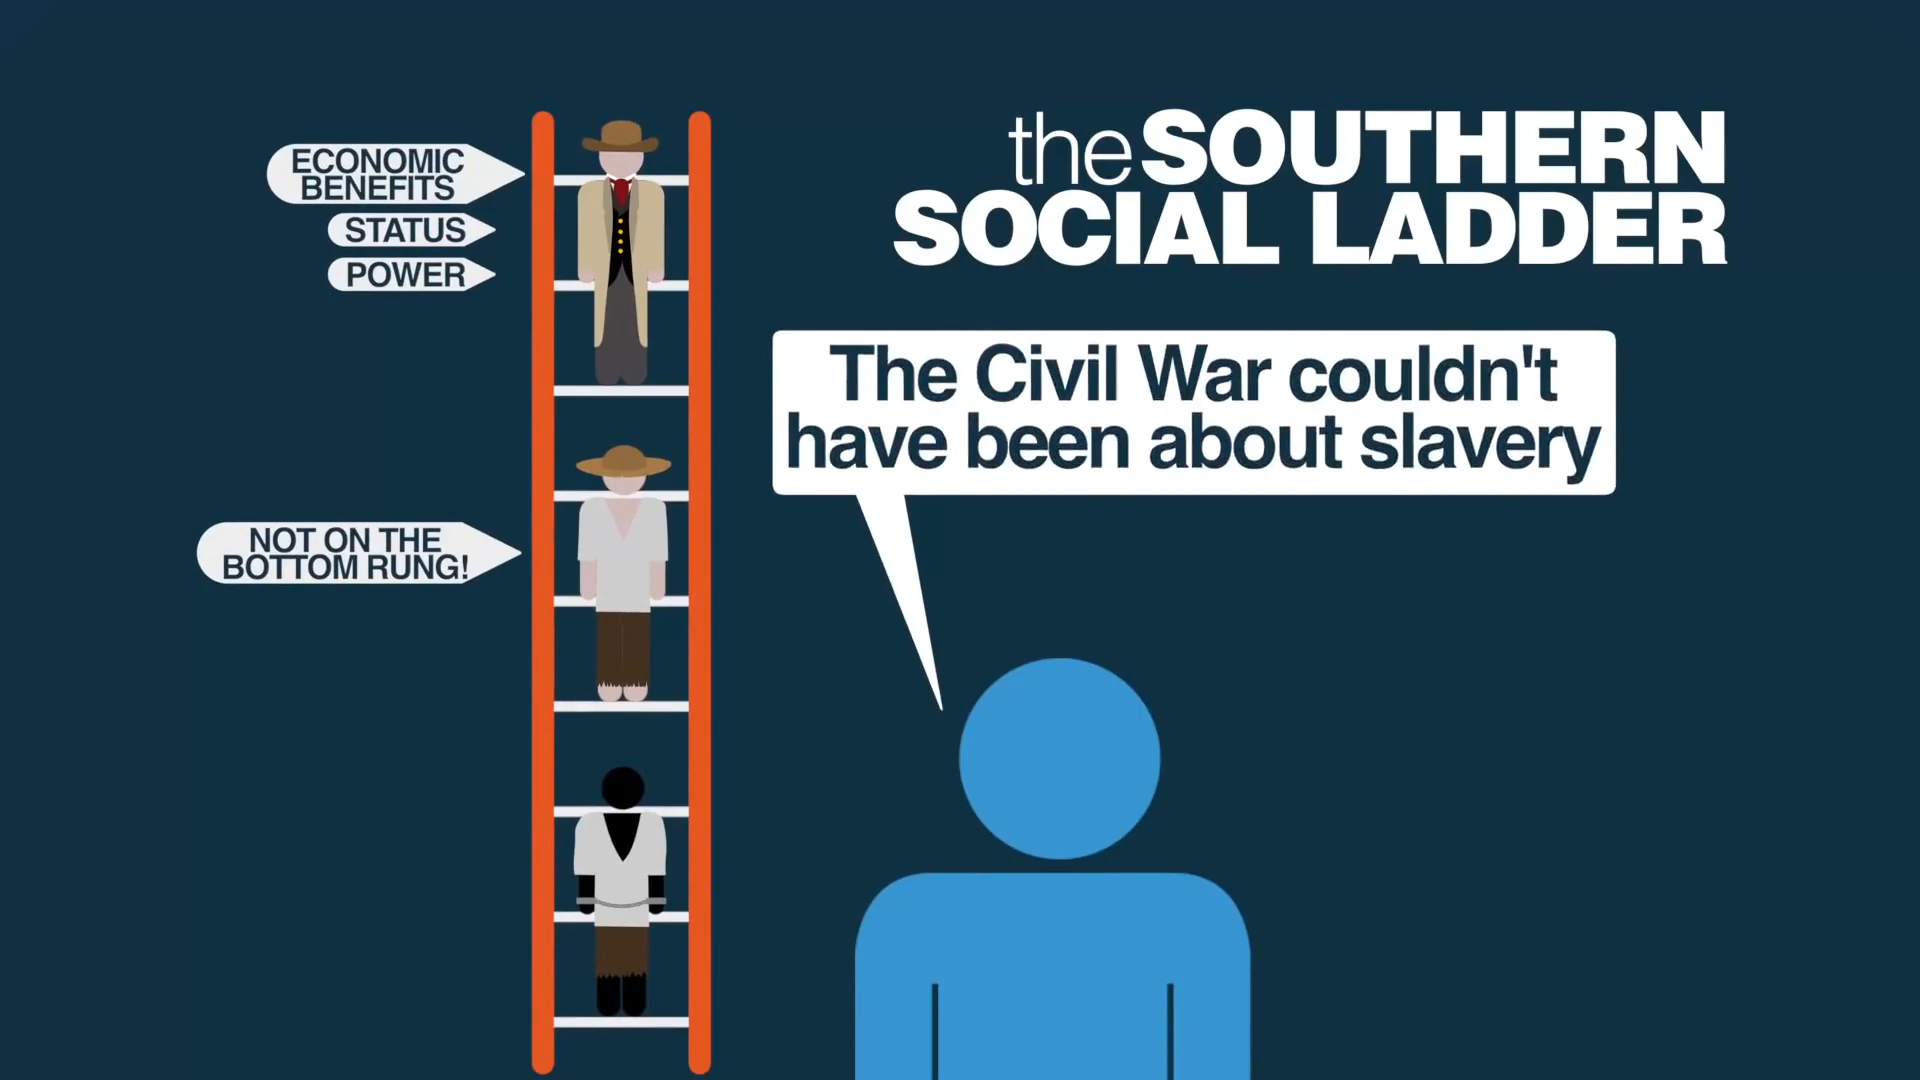 the SOUTHERN
SOCIAL LADDER
ECONOMIC
BENEFITS
STATUS
POWER
The Civil War couldn't
have been about slavery
NOT ON THE
BOTTOM RUNG!